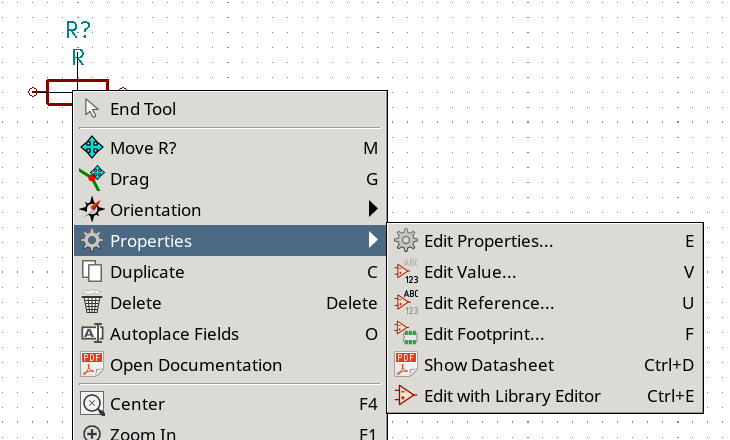 R?
R
End Tool
Move R? M
Drag G
Orientation
Properties
Duplicate C
Delete Delete
Autoplace Fields O
PDF Open Documentation
Center F4
Zoom In F1
Edit Properties... E
ABC 123 Edit Value... V
ABC 123 Edit Reference... U
Edit Footprint... F
PDF Show Datasheet Ctrl+D
Edit with Library Editor Ctrl+E